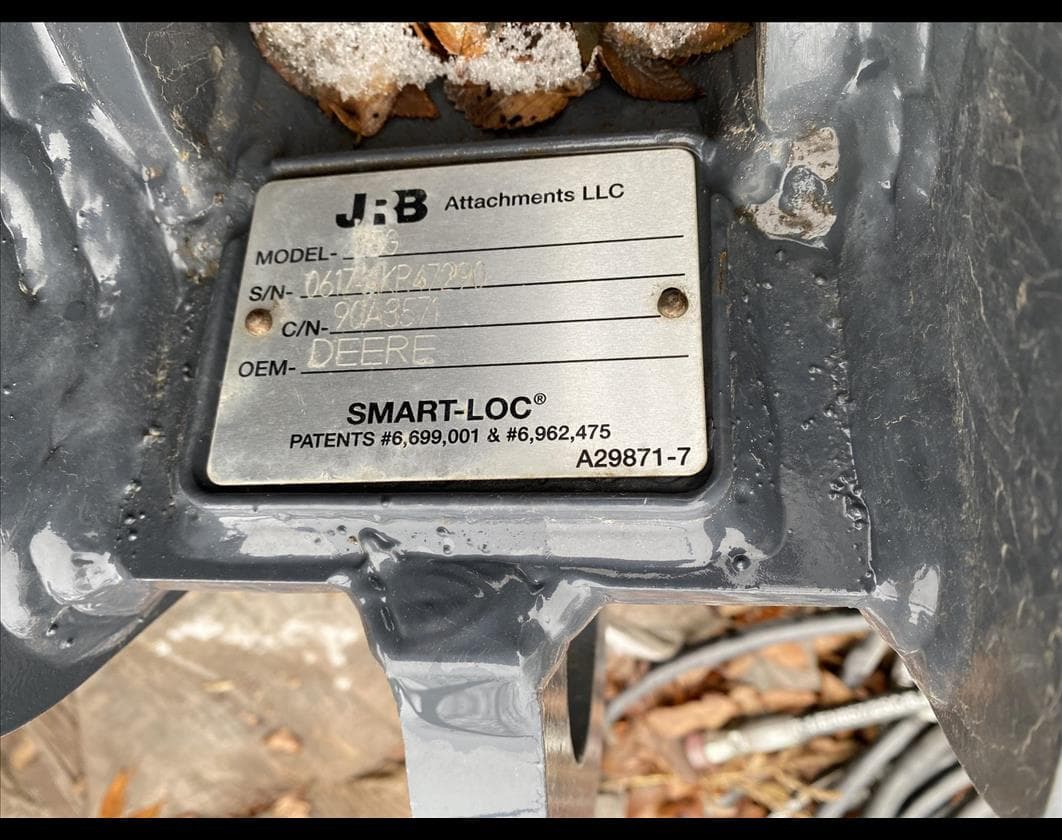 JRB Attachments LLC
MODEL-
S/N-
C/N- 90A3571
OEM- DEERE
SMART-LOC®
PATENTS #6,699,001 & #6,962,475
A29871-7